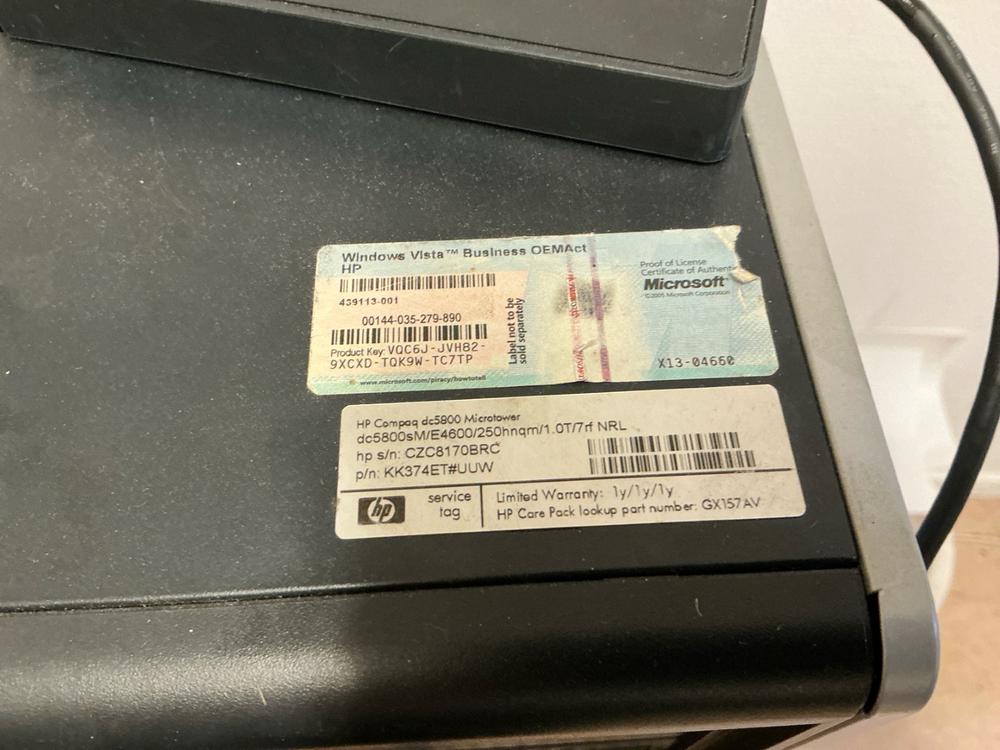 Windows Vista™ Business OEMAct
HP
439113-001
00144-035-279-890
Product Key: VQC6J-JVH82-
9XCXD-TQK9W-TC7TP
www.microsoft.com/piracy/howtotell
Label not to be
sold separately
Proof of License
Certificate of Authent
Microsoft
©2005 Microsoft Corporation
X13-04660
HP Compaq dc5800 Microtower
dc5800sM/E4600/250hnqm/1.0T/7rf NRL
hp s/n: CZC8170BRC
p/n: KK374ET#UUW
hp
service
tag
Limited Warranty: 1y/1y/1y
HP Care Pack lookup part number: GX157AV